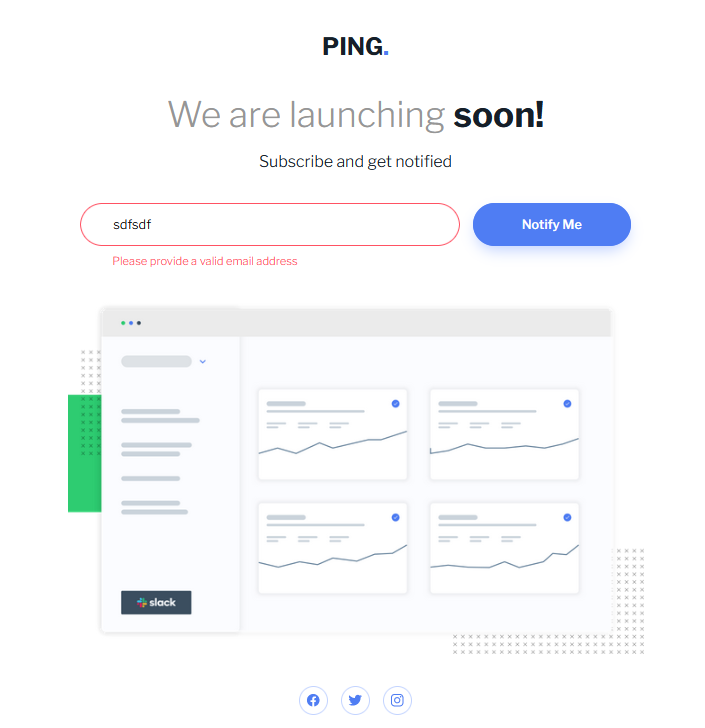 PING.
We are launching soon!
Subscribe and get notified
sdfsdf
Notify Me
Please provide a valid email address
slack